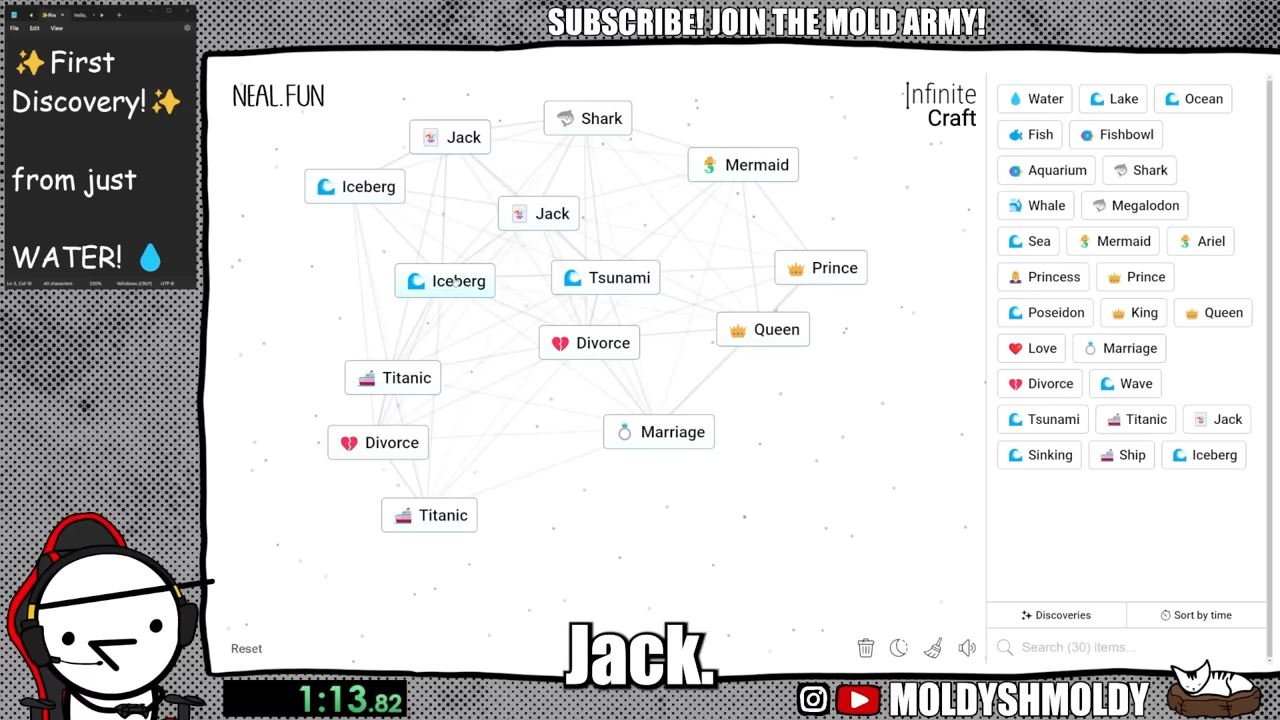 SUBSCRIBE! JOIN THE MOLD ARMY!
File Edit View
✨First
Discovery!✨
from just
WATER! 💧
NEAL.FUN
Infinite
Craft
Jack
Shark
Mermaid
Iceberg
Jack
Iceberg
Tsunami
Prince
Divorce
Queen
Titanic
Divorce
Marriage
Titanic
Reset
Water Lake Ocean
Fish Fishbowl
Aquarium Shark
Whale Megalodon
Sea Mermaid Ariel
Princess Prince
Poseidon King Queen
Love Marriage
Divorce Wave
Tsunami Titanic Jack
Sinking Ship Iceberg
Discoveries Sort by time
Search (30) items...
Jack.
1:13.82
MOLDYSHMOLDY